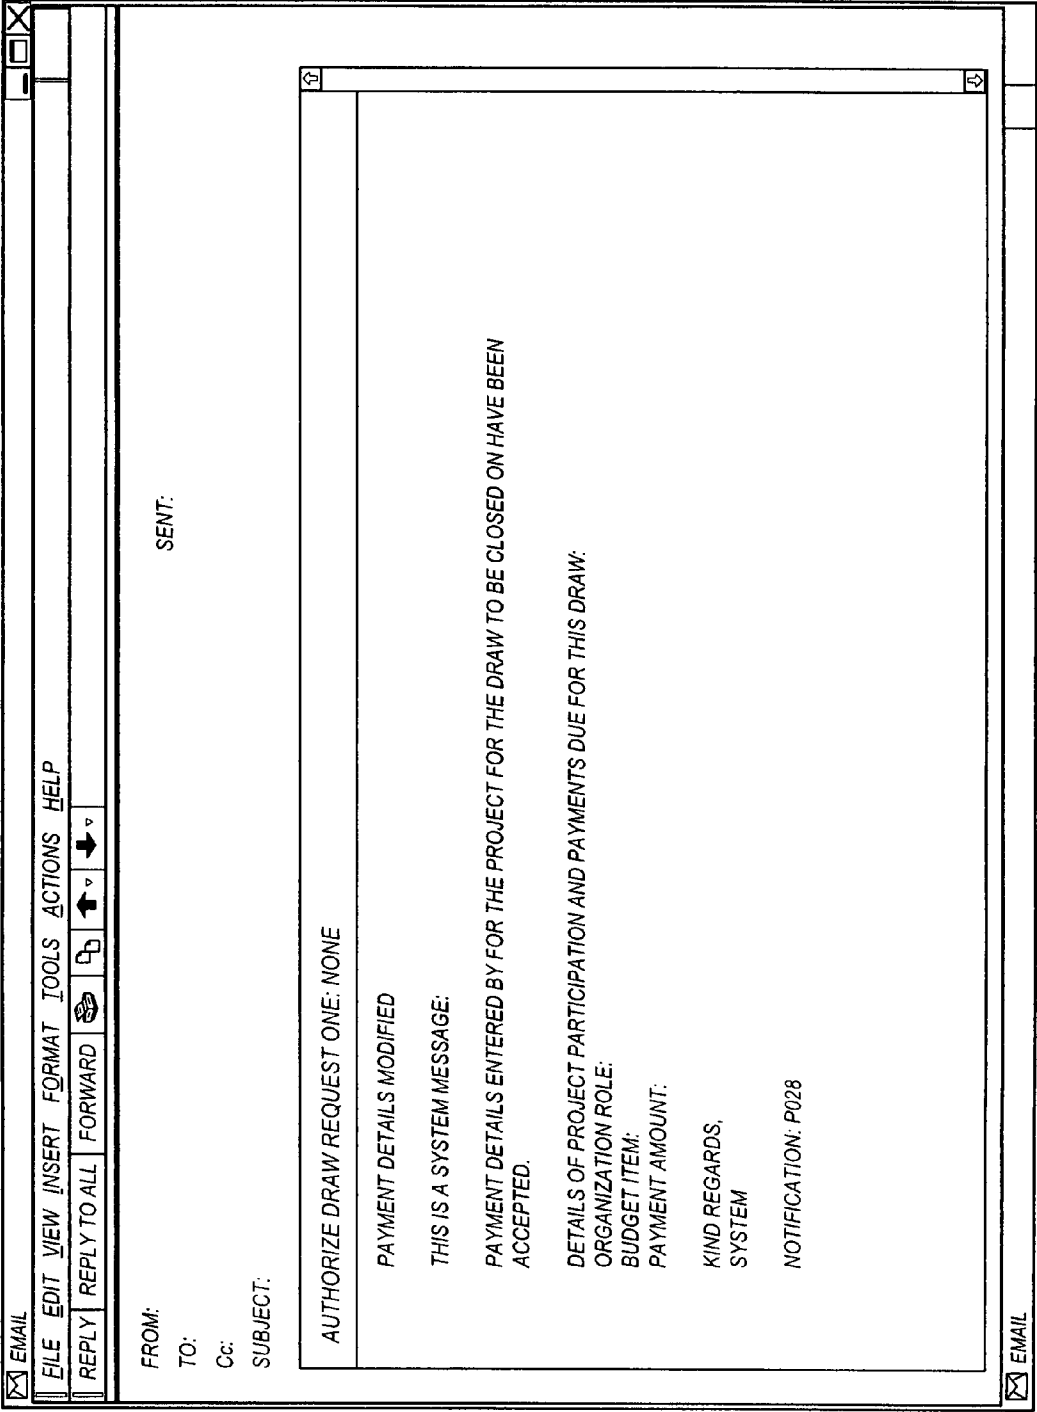 EMAIL
FILE EDIT VIEW INSERT FORMAT TOOLS ACTIONS HELP
REPLY REPLY TO ALL FORWARD
FROM: SENT:
TO:
Cc:
SUBJECT:
AUTHORIZE DRAW REQUEST ONE: NONE
PAYMENT DETAILS MODIFIED
THIS IS A SYSTEM MESSAGE:
PAYMENT DETAILS ENTERED BY FOR THE PROJECT FOR THE DRAW TO BE CLOSED ON HAVE BEEN
ACCEPTED.
DETAILS OF PROJECT PARTICIPATION AND PAYMENTS DUE FOR THIS DRAW:
ORGANIZATION ROLE:
BUDGET ITEM:
PAYMENT AMOUNT:
KIND REGARDS,
SYSTEM
NOTIFICATION: P028
EMAIL